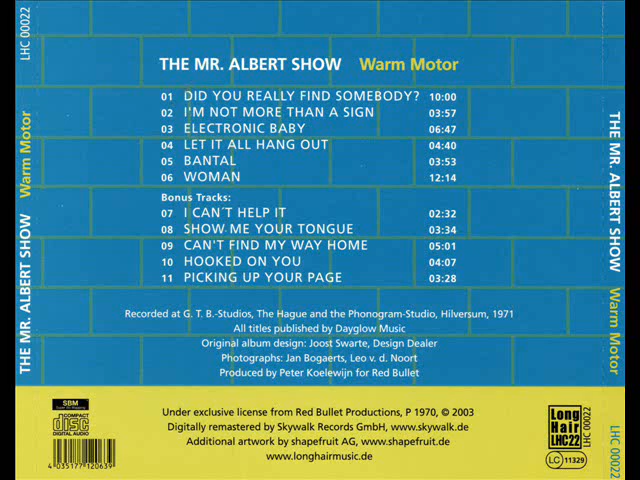 LHC 00022
THE MR. ALBERT SHOW Warm Motor
THE MR. ALBERT SHOW Warm Motor
01 DID YOU REALLY FIND SOMEBODY? 10:00
02 I'M NOT MORE THAN A SIGN 03:57
03 ELECTRONIC BABY 06:47
04 LET IT ALL HANG OUT 04:40
05 BANTAL 03:53
06 WOMAN 12:14
Bonus Tracks:
07 I CAN´T HELP IT 02:32
08 SHOW ME YOUR TONGUE 03:34
09 CAN'T FIND MY WAY HOME 05:01
10 HOOKED ON YOU 04:07
11 PICKING UP YOUR PAGE 03:28
Recorded at G. T. B.-Studios, The Hague and the Phonogram-Studio, Hilversum, 1971
All titles published by Dayglow Music
Original album design: Joost Swarte, Design Dealer
Photographs: Jan Bogaerts, Leo v. d. Noort
Produced by Peter Koelewijn for Red Bullet
SBM
COMPACT
disc
DIGITAL AUDIO
4 035177 120639
Under exclusive license from Red Bullet Productions, P 1970, © 2003
Digitally remastered by Skywalk Records GmbH, www.skywalk.de
Additional artwork by shapefruit AG, www.shapefruit.de
www.longhairmusic.de
Long
Hair
LHC22
LC 11329
LHC 00022
THE MR. ALBERT SHOW Warm Motor
LHC 00022